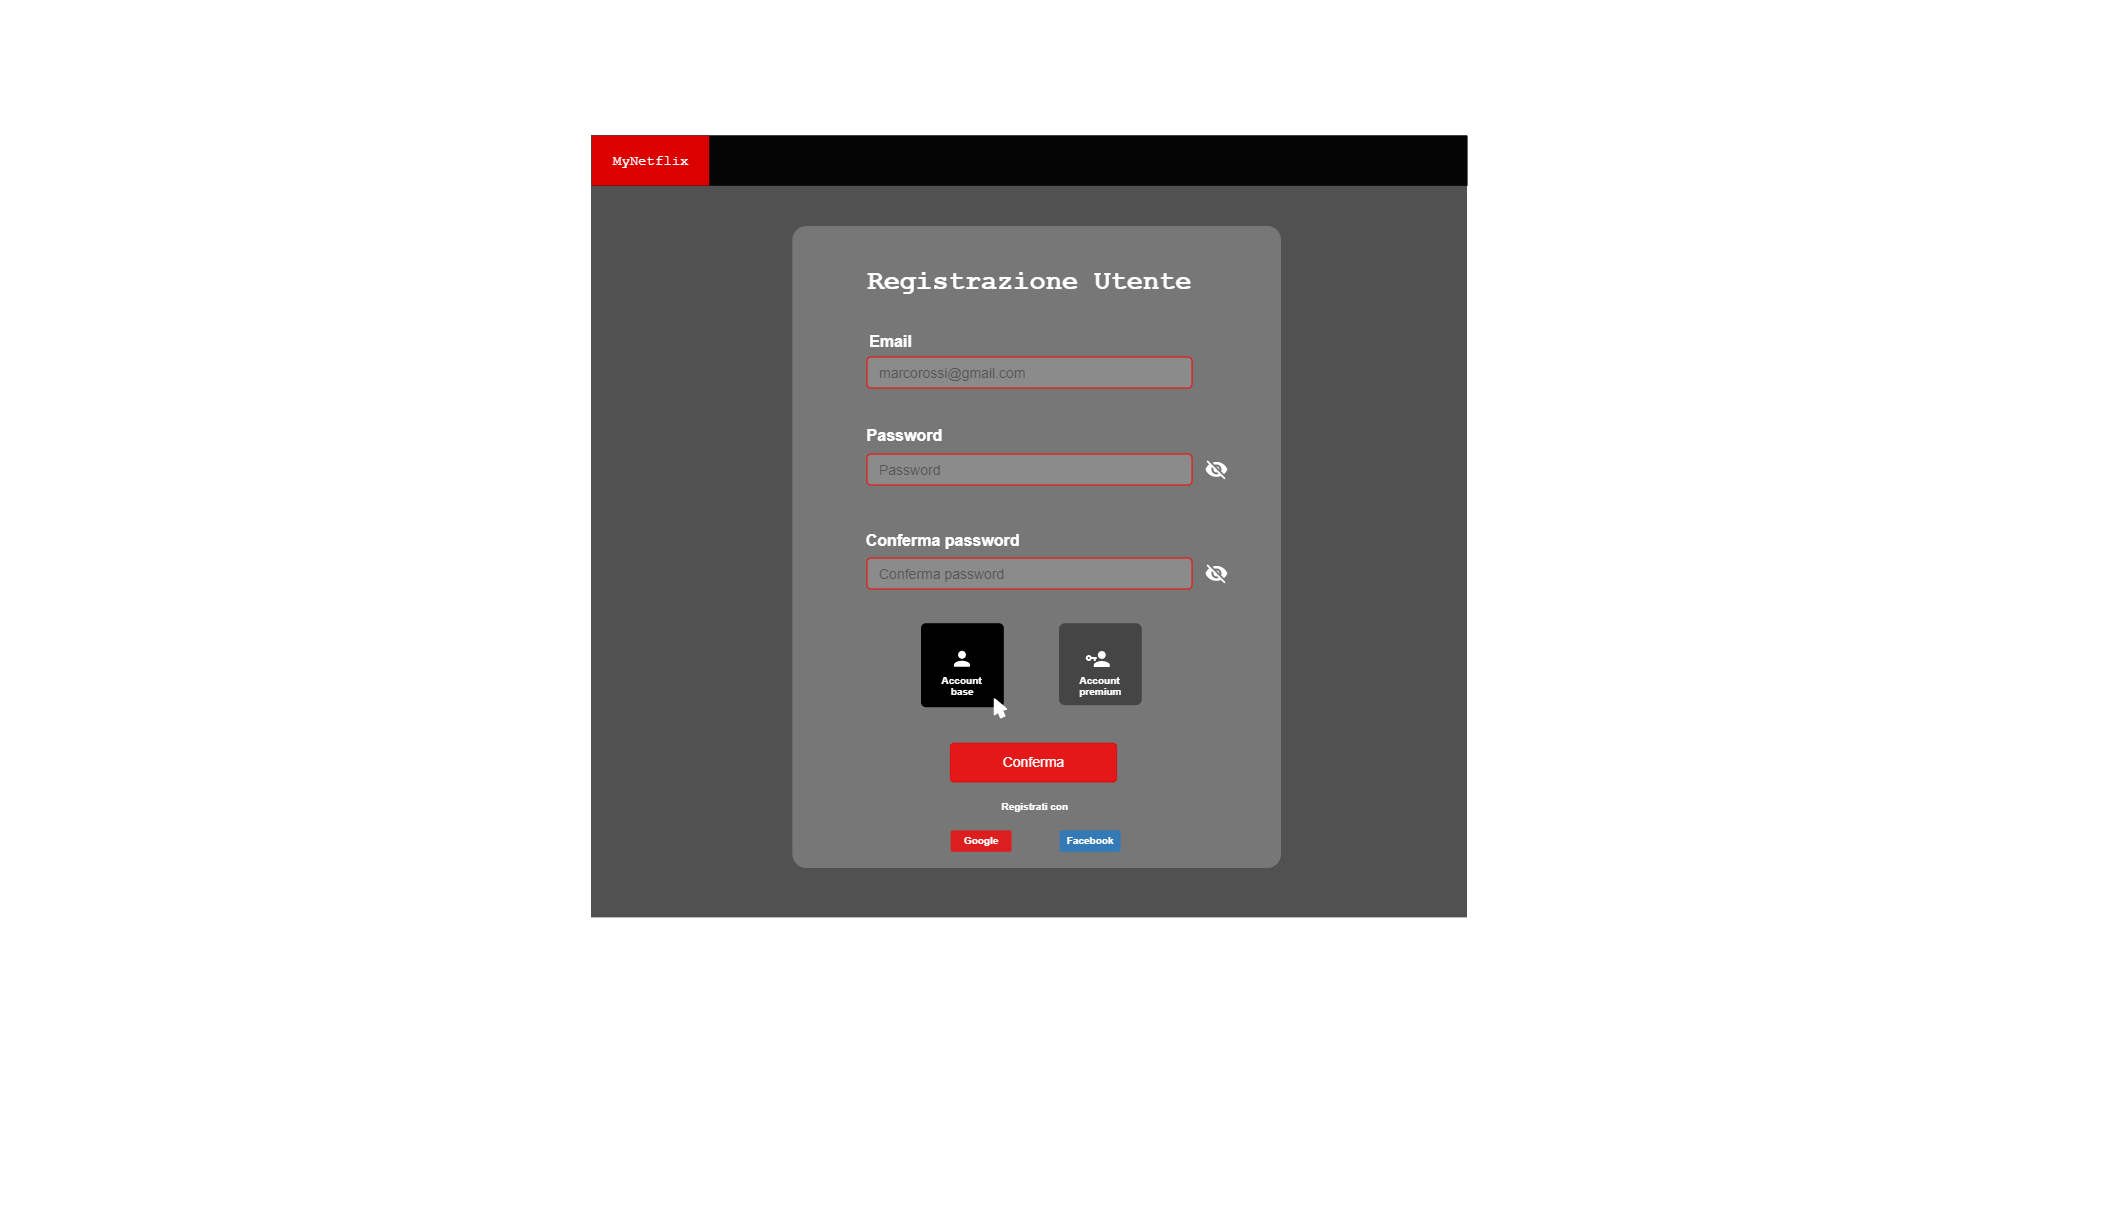 MyNetflix
Registrazione Utente
Email
marcorossi@gmail.com
Password
Password
Conferma password
Conferma password
Account
base
Account
premium
Conferma
Registrati con
Google
Facebook